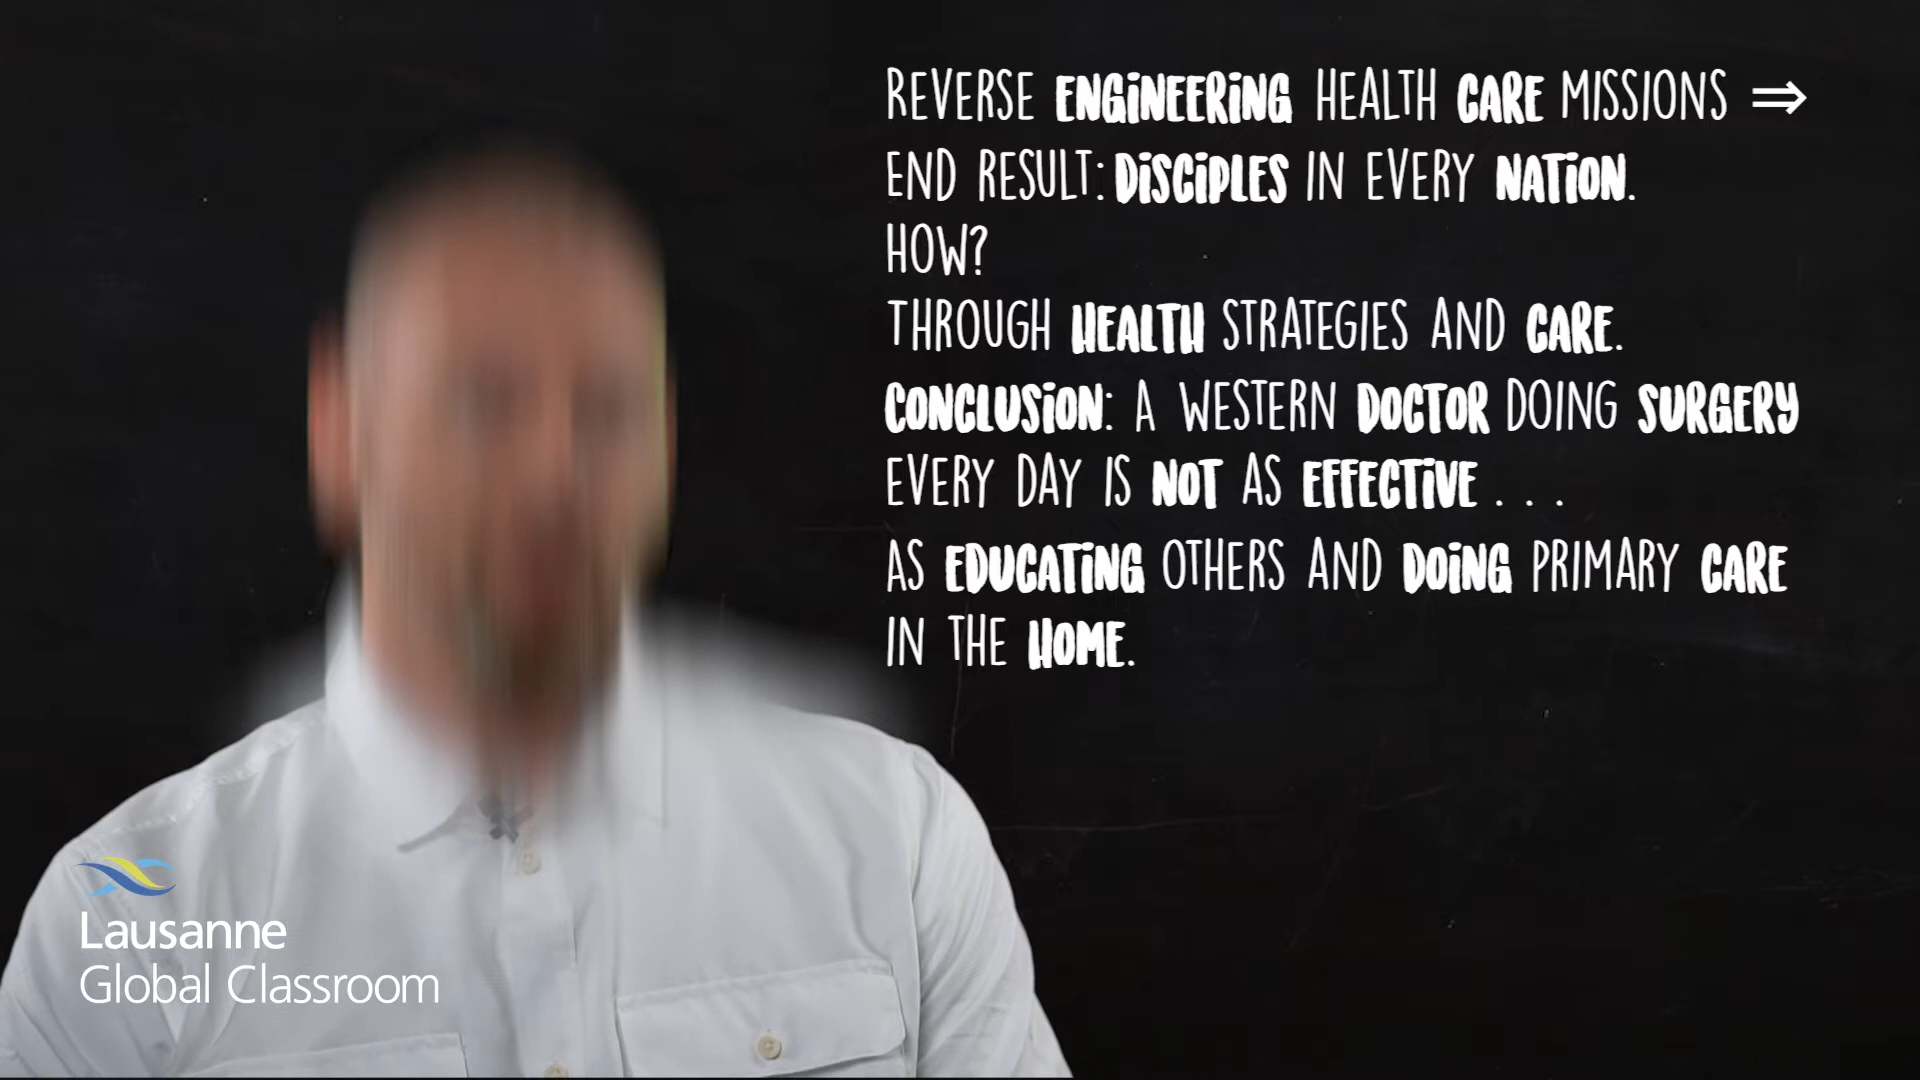 REVERSE ENGINEERING HEALTH CARE MISSIONS ⇒
END RESULT: DISCIPLES IN EVERY NATION.
HOW?
THROUGH HEALTH STRATEGIES AND CARE.
CONCLUSION: A WESTERN DOCTOR DOING SURGERY
EVERY DAY IS NOT AS EFFECTIVE . . .
AS EDUCATING OTHERS AND DOING PRIMARY CARE
IN THE HOME.
Lausanne
Global Classroom